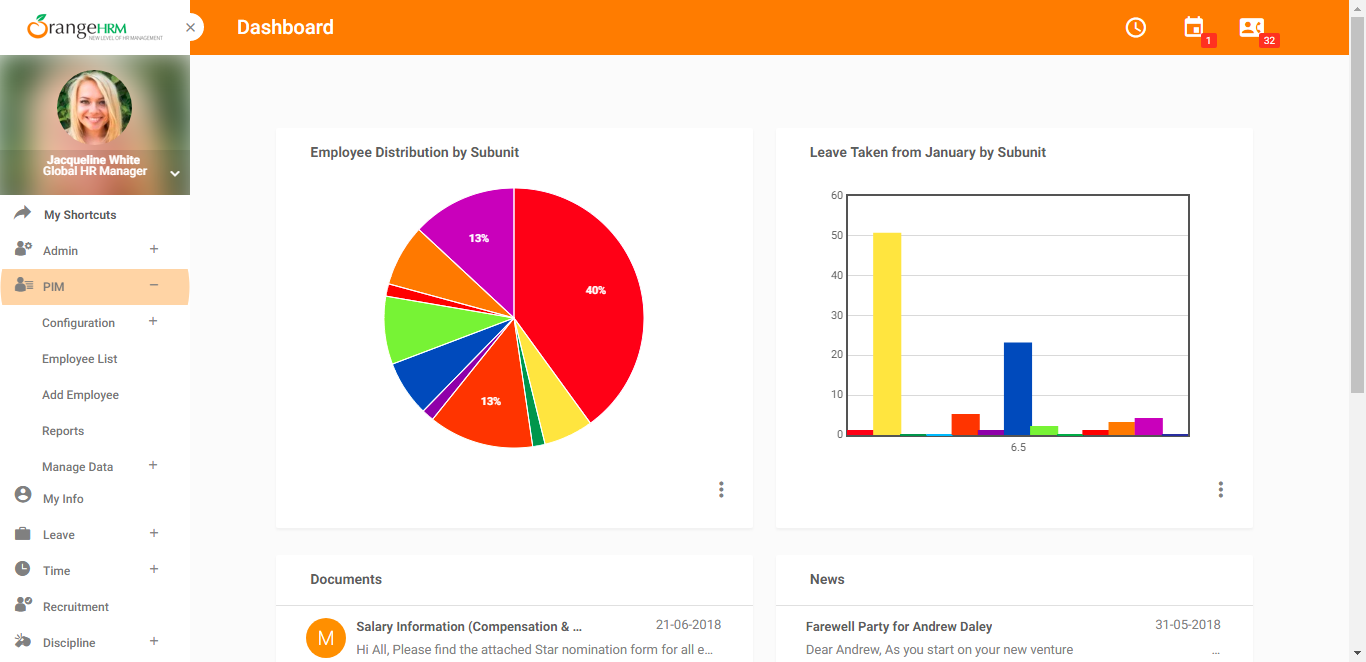 OrangeHRM
NEW LEVEL OF HR MANAGEMENT
Dashboard
1
32
Jacqueline White
Global HR Manager
My Shortcuts
Admin
PIM
Configuration
Employee List
Add Employee
Reports
Manage Data
My Info
Leave
Time
Recruitment
Discipline
Employee Distribution by Subunit
13%
40%
13%
Leave Taken from January by Subunit
60
50
40
30
20
10
0
6.5
Documents
M
Salary Information (Compensation & ...
21-06-2018
Hi All, Please find the attached Star nomination form for all e...
News
Farewell Party for Andrew Daley
31-05-2018
Dear Andrew, As you start on your new venture
...